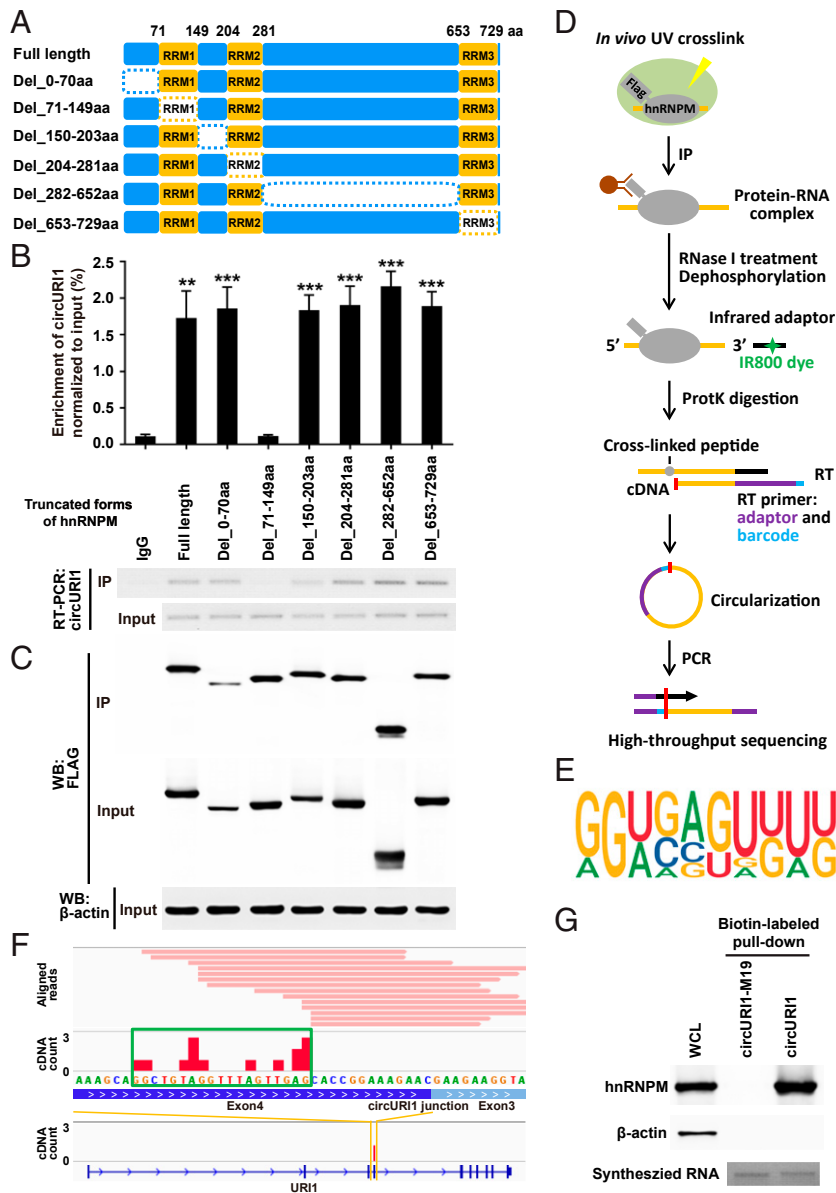 A
71 149 204 281 653 729 aa
Full length RRM1 RRM2 RRM3
Del_0-70aa RRM1 RRM2 RRM3
Del_71-149aa RRM1 RRM2 RRM3
Del_150-203aa RRM1 RRM2 RRM3
Del_204-281aa RRM1 RRM2 RRM3
Del_282-652aa RRM1 RRM2 RRM3
Del_653-729aa RRM1 RRM2 RRM3
B
Enrichment of circURI1
normalized to input (%)
2.5
2.0
1.5
1.0
0.5
0.0
** *** *** *** *** ***
Truncated forms
of hnRNPM
IgG
Full length
Del_0-70aa
Del_71-149aa
Del_150-203aa
Del_204-281aa
Del_282-652aa
Del_653-729aa
RT-PCR:
circURI1
IP
Input
C
WB:
FLAG
IP
Input
WB:
β-actin
Input
D
In vivo UV crosslink
Flag
hnRNPM
IP
Protein-RNA
complex
RNase I treatment
Dephosphorylation
Infrared adaptor
5’ 3’
IR800 dye
ProtK digestion
Cross-linked peptide
RT
cDNA
RT primer:
adaptor and
barcode
Circularization
PCR
High-throughput sequencing
E
GGUGAGUUUU
AGACCUGGAG
AGAA
F
Aligned
reads
cDNA
count
3
0
AAAGCAGGCTGTAGGTTTAGTTGAGCACCGGAAAGAACGAAGAAGGTA
Exon4 circURI1 junction Exon3
cDNA
count
3
0
URI1
G
Biotin-labeled
pull-down
WCL
circURI1-M19
circURI1
hnRNPM
β-actin
Syntheszied RNA